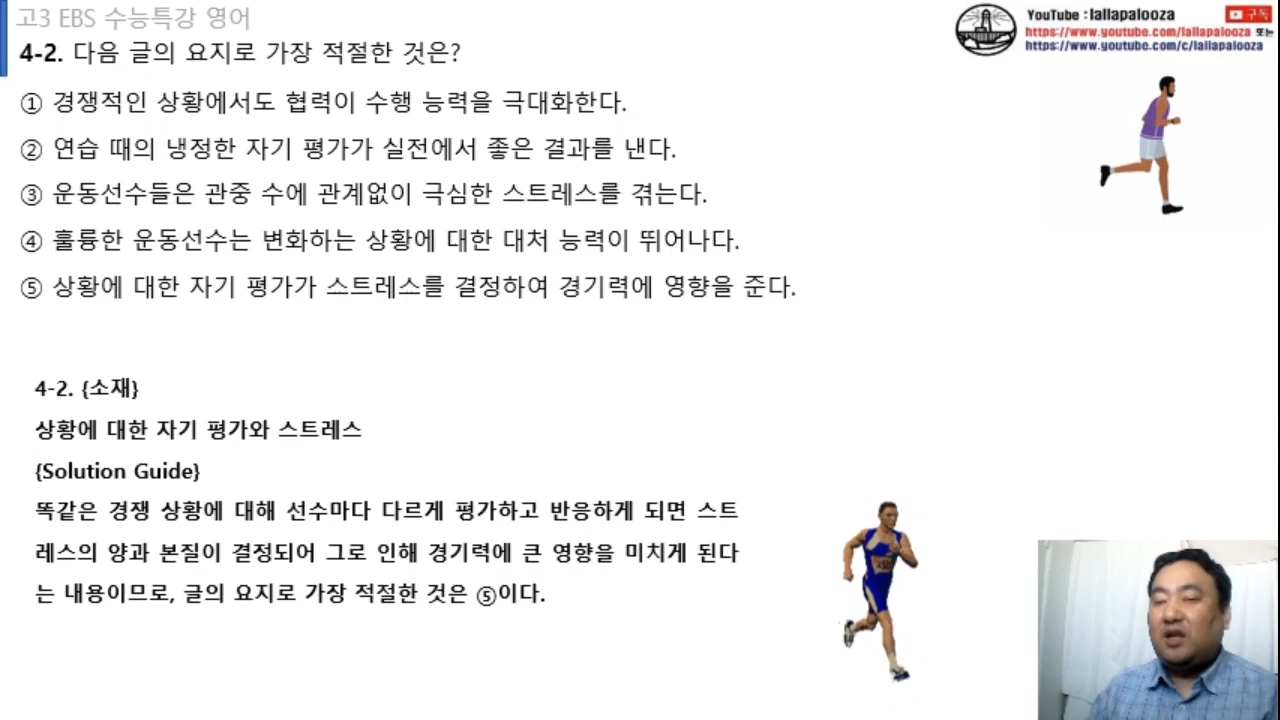 고3 EBS 수능특강 영어
4-2. 다음 글의 요지로 가장 적절한 것은?
① 경쟁적인 상황에서도 협력이 수행 능력을 극대화한다.
② 연습 때의 냉정한 자기 평가가 실전에서 좋은 결과를 낸다.
③ 운동선수들은 관중 수에 관계없이 극심한 스트레스를 겪는다.
④ 훌륭한 운동선수는 변화하는 상황에 대한 대처 능력이 뛰어나다.
⑤ 상황에 대한 자기 평가가 스트레스를 결정하여 경기력에 영향을 준다.
YouTube : lallapalooza
구독
https://www.youtube.com/lallapalooza 또는
https://www.youtube.com/c/lallapalooza
4-2. {소재}
상황에 대한 자기 평가와 스트레스
{Solution Guide}
똑같은 경쟁 상황에 대해 선수마다 다르게 평가하고 반응하게 되면 스트
레스의 양과 본질이 결정되어 그로 인해 경기력에 큰 영향을 미치게 된다
는 내용이므로, 글의 요지로 가장 적절한 것은 ⑤이다.